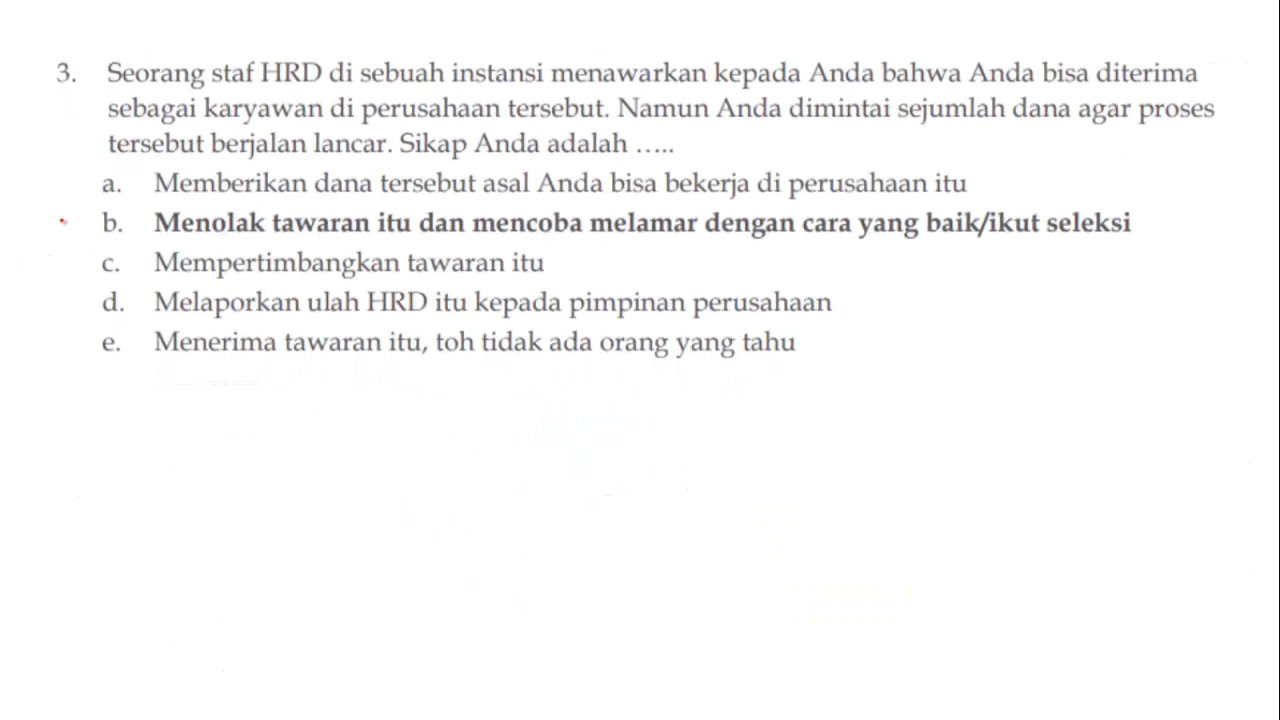 3. Seorang staf HRD di sebuah instansi menawarkan kepada Anda bahwa Anda bisa diterima
sebagai karyawan di perusahaan tersebut. Namun Anda dimintai sejumlah dana agar proses
tersebut berjalan lancar. Sikap Anda adalah …..
a. Memberikan dana tersebut asal Anda bisa bekerja di perusahaan itu
b. Menolak tawaran itu dan mencoba melamar dengan cara yang baik/ikut seleksi
c. Mempertimbangkan tawaran itu
d. Melaporkan ulah HRD itu kepada pimpinan perusahaan
e. Menerima tawaran itu, toh tidak ada orang yang tahu